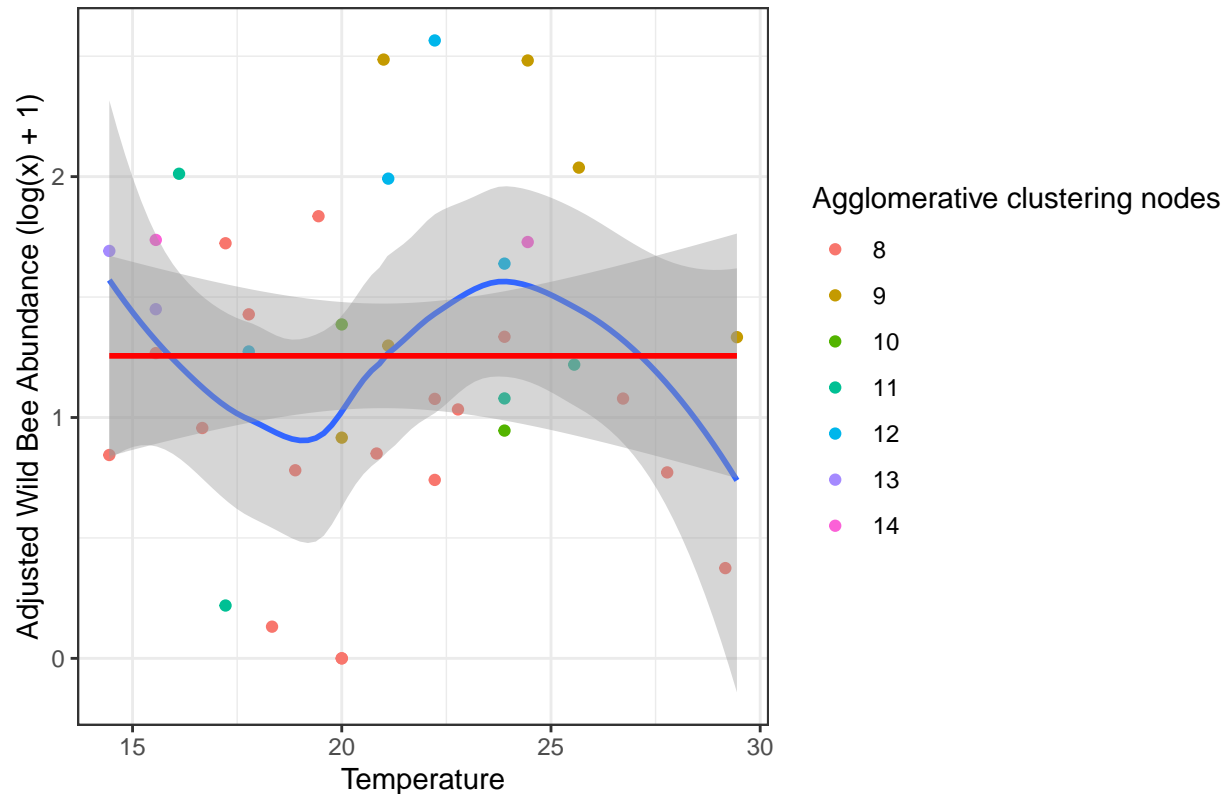 Adjusted Wild Bee Abundance (log(x) + 1)
2
1
0
15 20 25 30
Temperature
Agglomerative clustering nodes
8
9
10
11
12
13
14